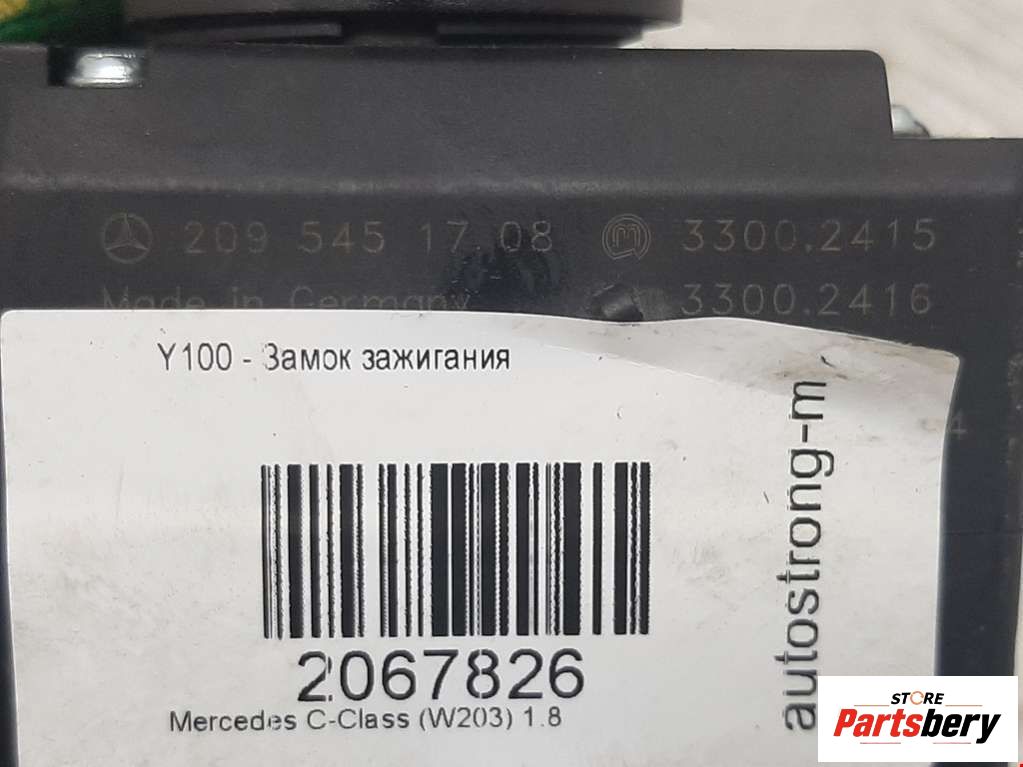 209 545 17 08 3300.2415
Made in Germany 3300.2416
4
Y100 - Замок зажигания
autostrong-m
2067826
Mercedes C-Class (W203) 1.8
STORE
Partsbery